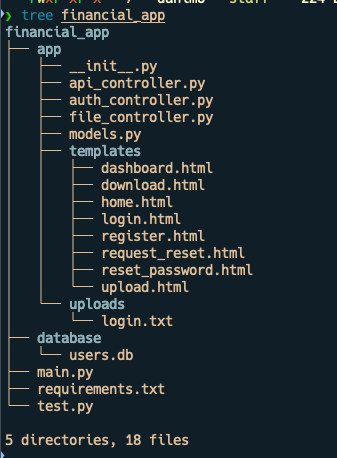 ❯ tree financial_app
financial_app
├── app
│   ├── __init__.py
│   ├── api_controller.py
│   ├── auth_controller.py
│   ├── file_controller.py
│   ├── models.py
│   ├── templates
│   │   ├── dashboard.html
│   │   ├── download.html
│   │   ├── home.html
│   │   ├── login.html
│   │   ├── register.html
│   │   ├── request_reset.html
│   │   ├── reset_password.html
│   │   └── upload.html
│   └── uploads
│       └── login.txt
├── database
│   └── users.db
├── main.py
├── requirements.txt
└── test.py

5 directories, 18 files